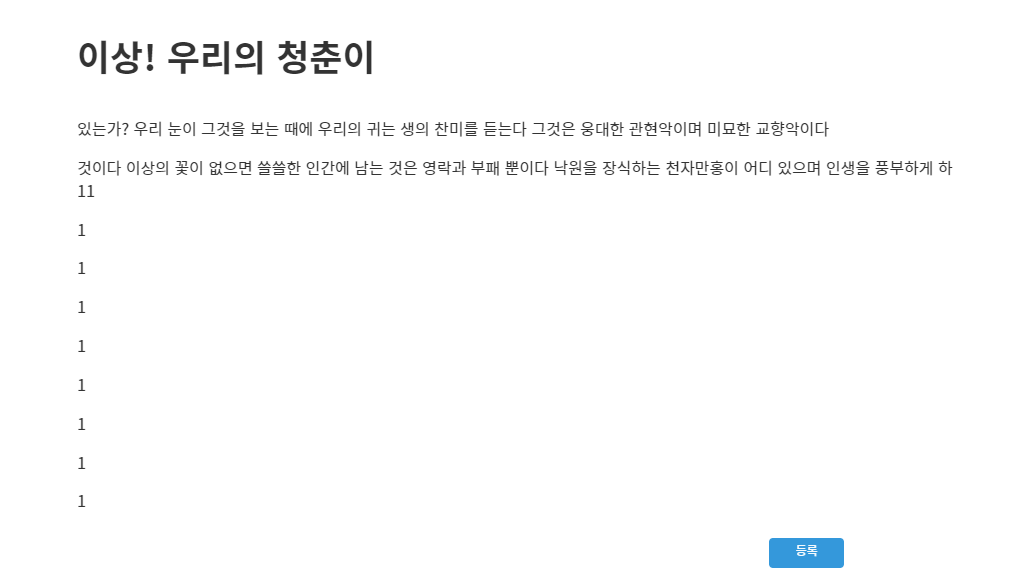 이상! 우리의 청춘이
있는가? 우리 눈이 그것을 보는 때에 우리의 귀는 생의 찬미를 듣는다 그것은 웅대한 관현악이며 미묘한 교향악이다
것이다 이상의 꽃이 없으면 쓸쓸한 인간에 남는 것은 영락과 부패 뿐이다 낙원을 장식하는 천자만홍이 어디 있으며 인생을 풍부하게 하
11
1
1
1
1
1
1
1
1
등록